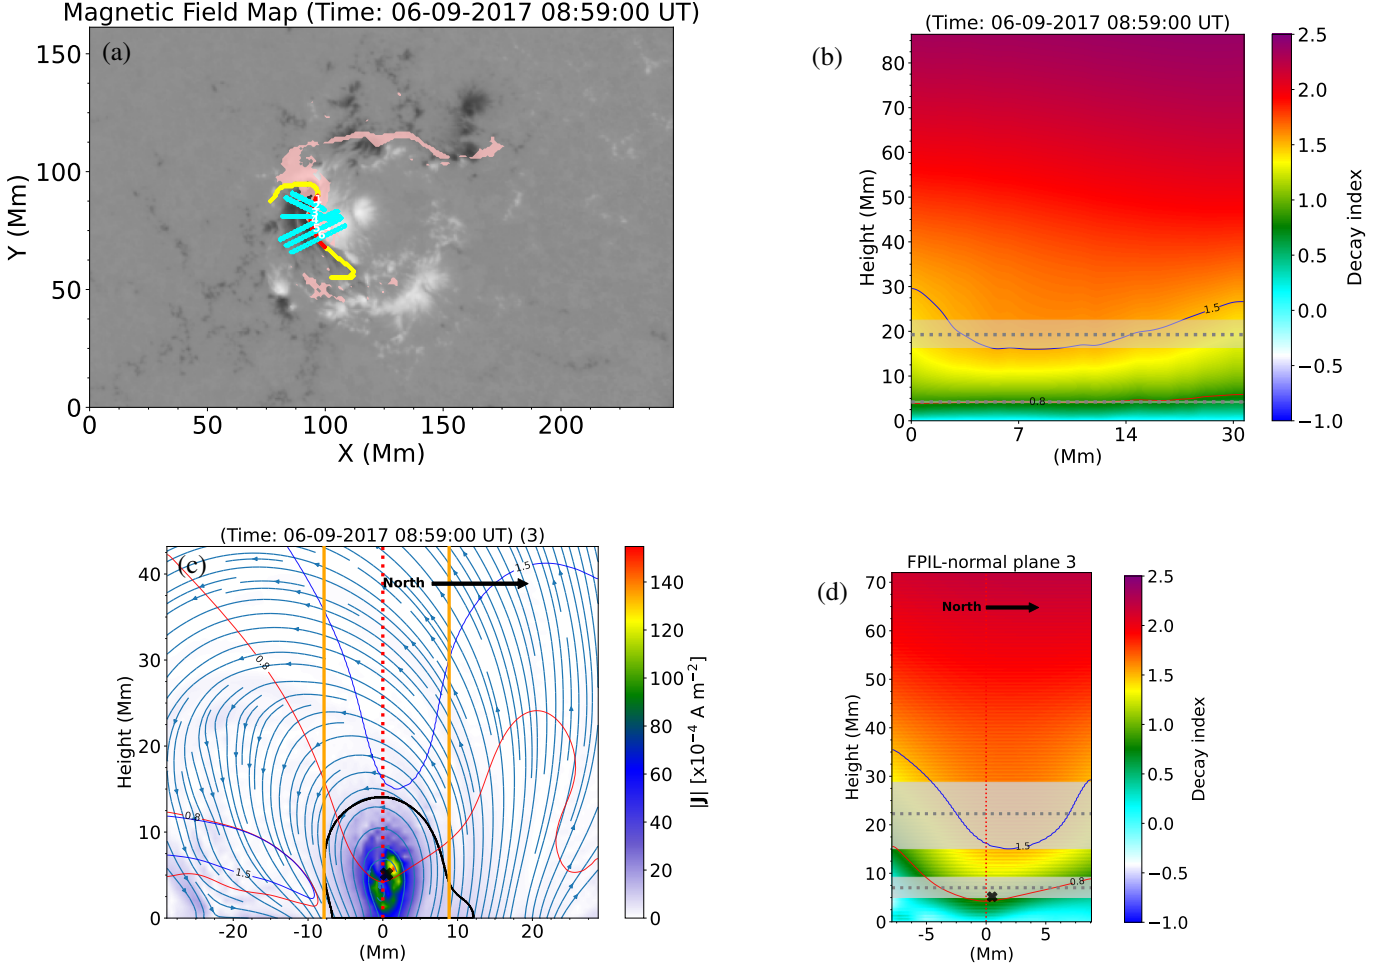 Magnetic Field Map (Time: 06-09-2017 08:59:00 UT)
(a)
150
100
50
0
Y (Mm)
0 50 100 150 200
X (Mm)
(Time: 06-09-2017 08:59:00 UT)
(b)
80
70
60
50
40
30
20
10
0
Height (Mm)
1.5
0.8
0 7 14 30
(Mm)
2.5
2.0
1.5
1.0
0.5
0.0
−0.5
−1.0
Decay index
(Time: 06-09-2017 08:59:00 UT) (3)
(c)
40
30
20
10
0
Height (Mm)
North
1.5
0.8
0.8
1.5
-20 -10 0 10 20
(Mm)
140
120
100
80
60
40
20
0
|J| [x10⁻⁴ A m⁻²]
FPIL-normal plane 3
(d)
70
60
50
40
30
20
10
0
Height (Mm)
North
1.5
0.8
-5 0 5
(Mm)
2.5
2.0
1.5
1.0
0.5
0.0
−0.5
−1.0
Decay index